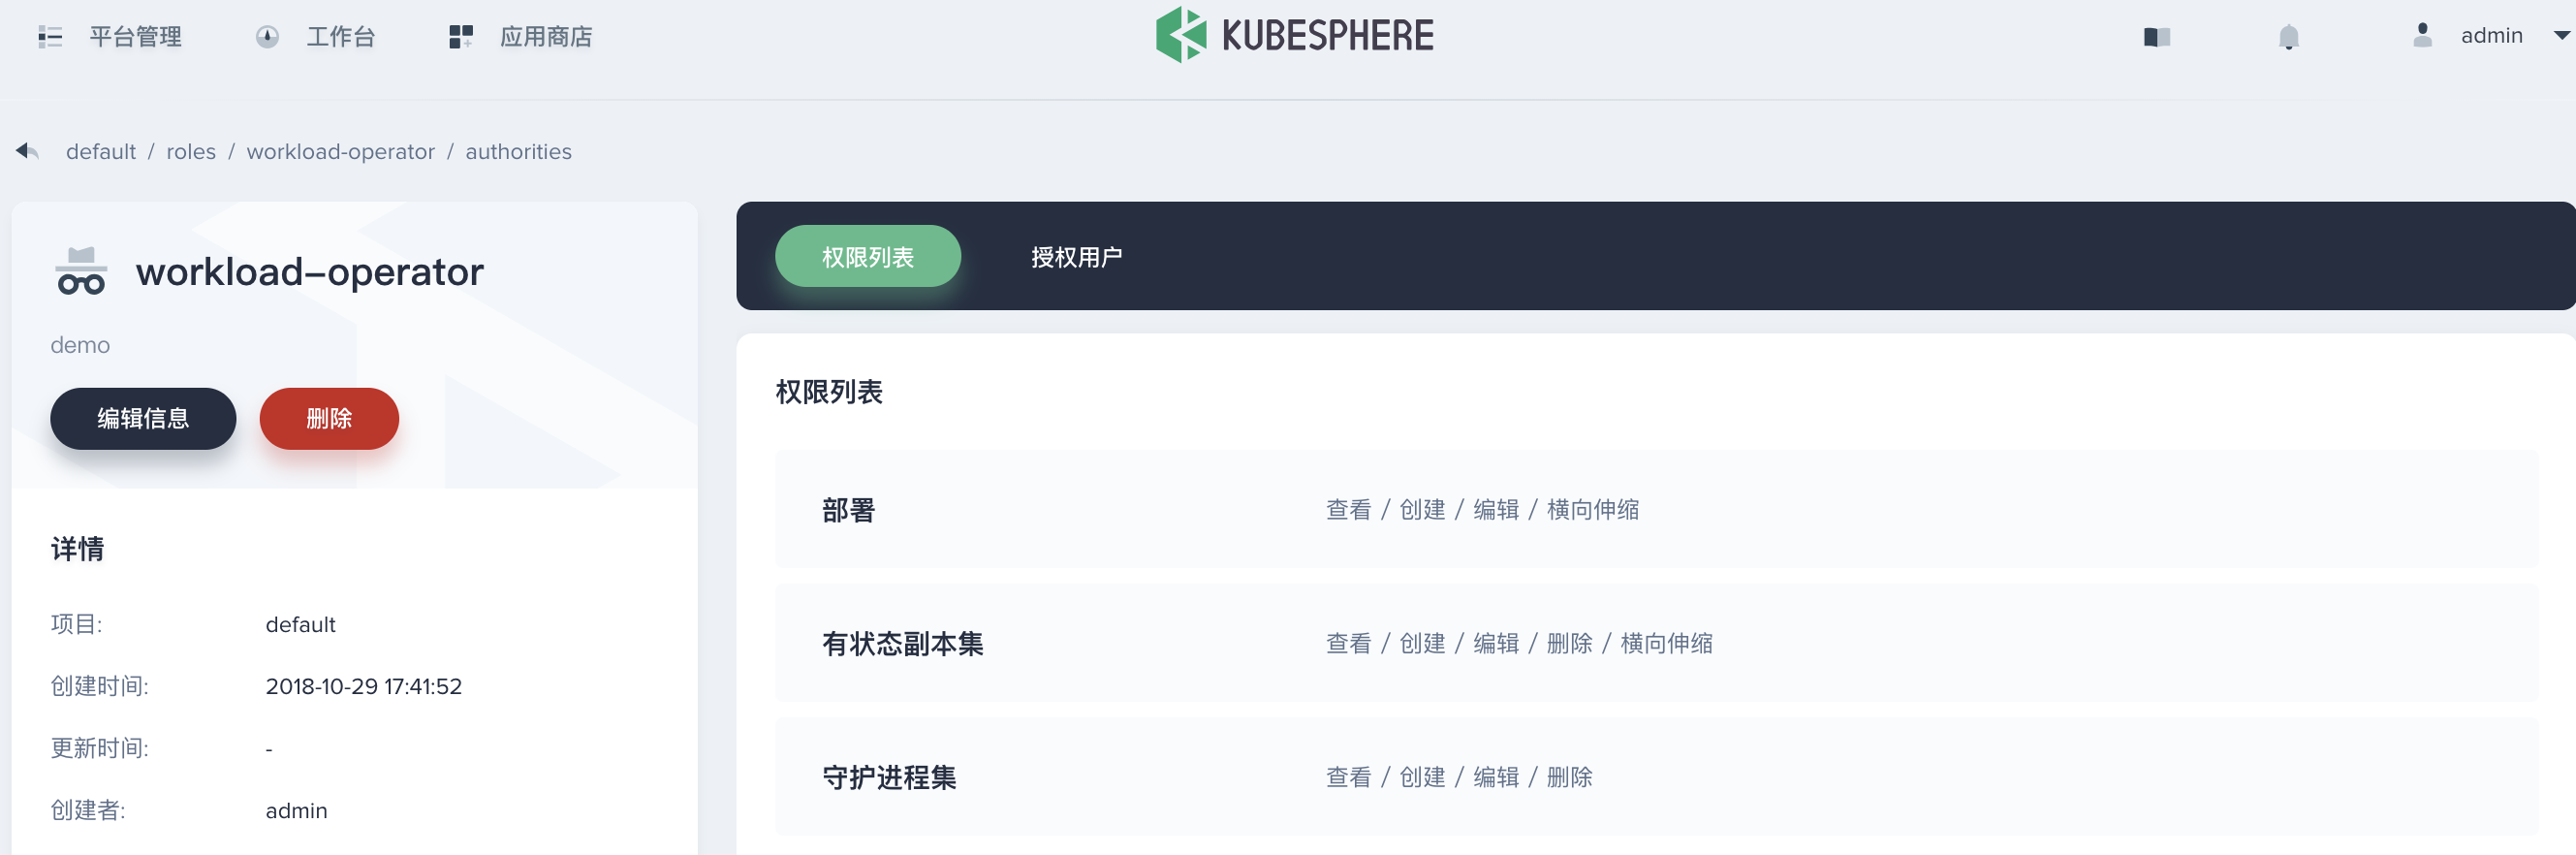 平台管理 工作台 应用商店 KUBESPHERE admin
default / roles / workload-operator / authorities
workload-operator
demo
编辑信息 删除
详情
项目: default
创建时间: 2018-10-29 17:41:52
更新时间: -
创建者: admin
权限列表 授权用户
权限列表
部署 查看 / 创建 / 编辑 / 横向伸缩
有状态副本集 查看 / 创建 / 编辑 / 删除 / 横向伸缩
守护进程集 查看 / 创建 / 编辑 / 删除